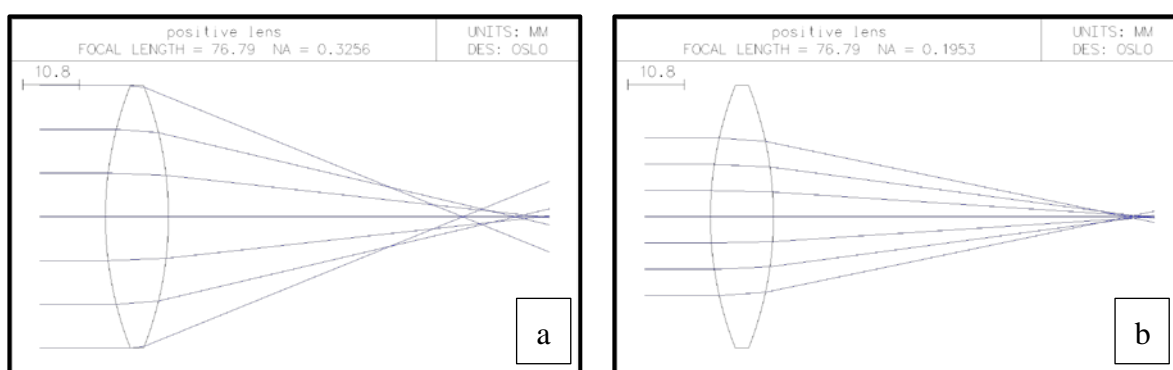 positive lens
FOCAL LENGTH = 76.79 NA = 0.3256
UNITS: MM
DES: OSLO
10.8
a
positive lens
FOCAL LENGTH = 76.79 NA = 0.1953
UNITS: MM
DES: OSLO
10.8
b